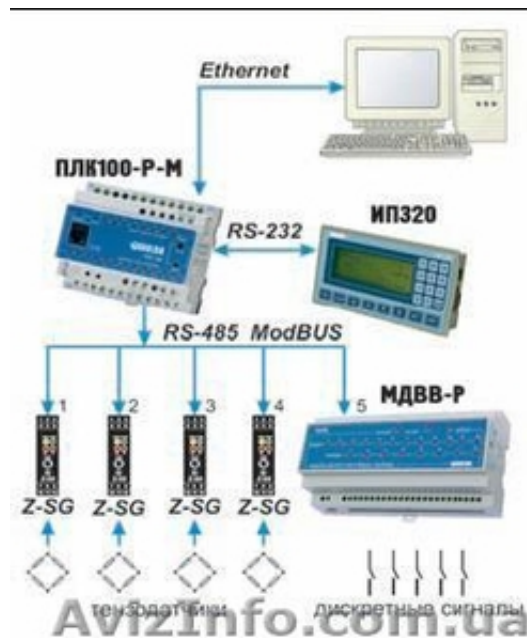 Ethernet
ПЛК100-Р-М
RS-232
ИП320
RS-485 ModBUS
1 2 3 4 5
МДВВ-Р
Z-SG Z-SG Z-SG Z-SG
тензодатчики
дискретные сигналы
AvizInfo.com.ua